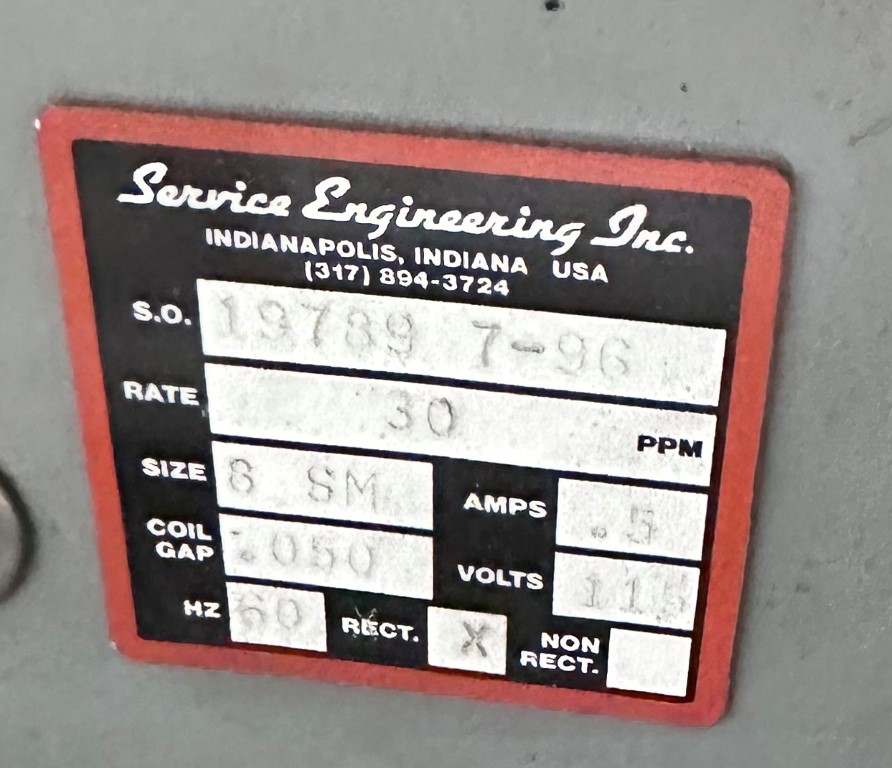 Service Engineering Inc.
INDIANAPOLIS, INDIANA USA
(317) 894-3724
S.O. 19789 7-96
RATE 30 PPM
SIZE 8 SM AMPS .5
COIL GAP .050 VOLTS 115
HZ 60 RECT. X NON RECT.